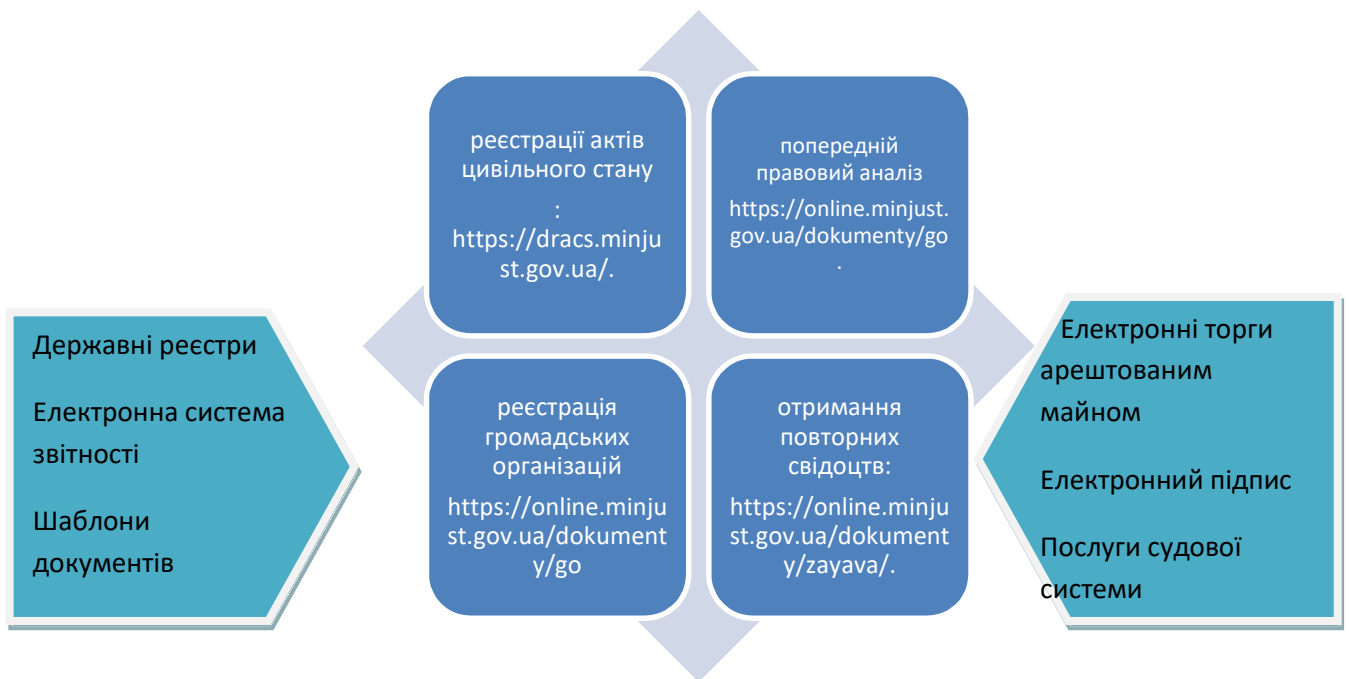 реєстрації актів
цивільного стану
:
https://dracs.minju
st.gov.ua/.
попередній
правовий аналіз
https://online.minjust.
gov.ua/dokumenty/go
.
Державні реєстри
Електронна система
звітності
Шаблони
документів
реєстрація
громадських
організацій
https://online.minju
st.gov.ua/dokument
y/go
отримання
повторних
свідоцтв:
https://online.minju
st.gov.ua/dokument
y/zayava/.
Електронні торги
арештованим
майном
Електронний підпис
Послуги судової
системи